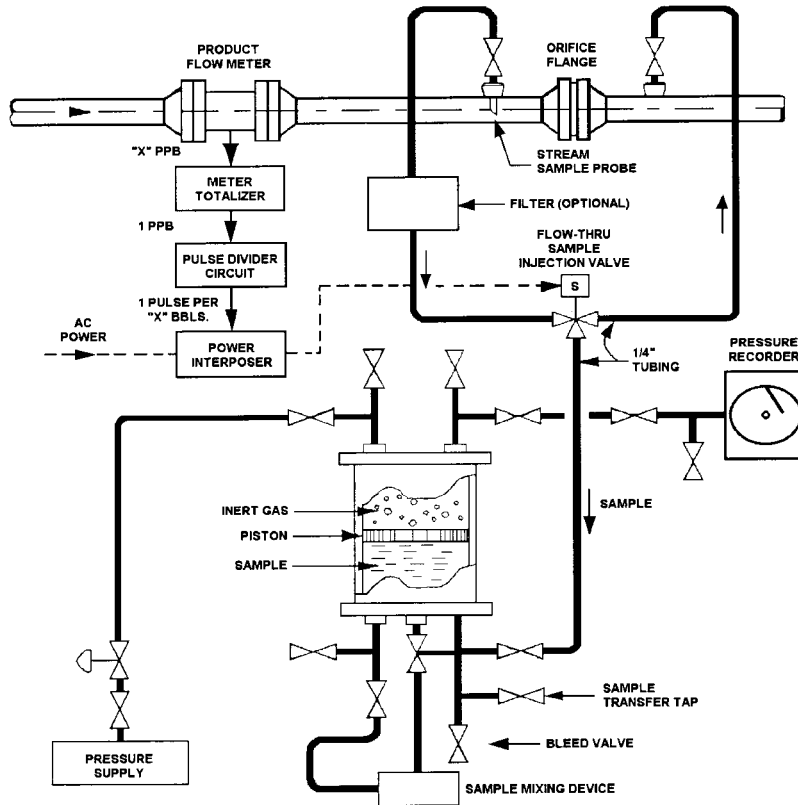 PRODUCT
FLOW METER
ORIFICE
FLANGE
"X" PPB
STREAM
SAMPLE PROBE
METER
TOTALIZER
FILTER (OPTIONAL)
1 PPB
FLOW-THRU
SAMPLE
INJECTION VALVE
PULSE DIVIDER
CIRCUIT
S
1 PULSE PER
"X" BBLS.
AC
POWER
POWER
INTERPOSER
1/4"
TUBING
PRESSURE
RECORDER
INERT GAS
SAMPLE
PISTON
SAMPLE
SAMPLE
TRANSFER TAP
BLEED VALVE
PRESSURE
SUPPLY
SAMPLE MIXING DEVICE